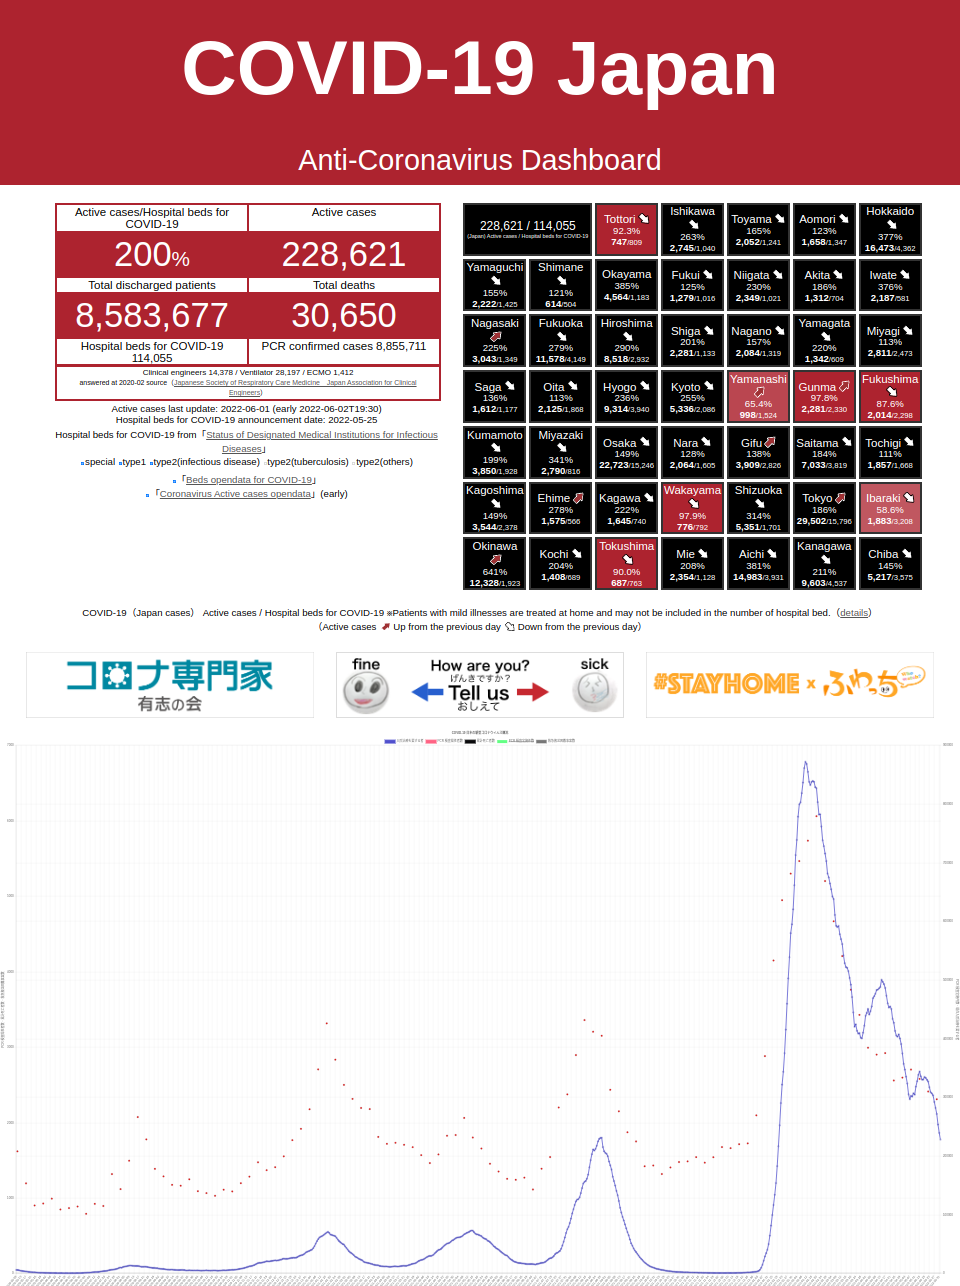 COVID-19 Japan
Anti-Coronavirus Dashboard
Active cases/Hospital beds for COVID-19
Active cases
200%
228,621
Total discharged patients
Total deaths
8,583,677
30,650
Hospital beds for COVID-19
114,055
PCR confirmed cases 8,855,711
Clinical engineers 14,378 / Ventilator 28,197 / ECMO 1,412
answered at 2020-02 source（Japanese Society of Respiratory Care Medicine　Japan Association for Clinical
Engineers）
Active cases last update: 2022-06-01 (early 2022-06-02T19:30)
Hospital beds for COVID-19 announcement date: 2022-05-25
Hospital beds for COVID-19 from「Status of Designated Medical Institutions for Infectious
Diseases」
special type1 type2(infectious disease) type2(tuberculosis) type2(others)
「Beds opendata for COVID-19」
「Coronavirus Active cases opendata」(early)
228,621 / 114,055
(Japan) Active cases / Hospital beds for COVID-19
Tottori
92.3%
747/809
Ishikawa
263%
2,745/1,040
Toyama
165%
2,052/1,241
Aomori
123%
1,658/1,347
Hokkaido
377%
16,473/4,362
Yamaguchi
155%
2,222/1,425
Shimane
121%
614/504
Okayama
385%
4,564/1,183
Fukui
125%
1,279/1,016
Niigata
230%
2,349/1,021
Akita
186%
1,312/704
Iwate
376%
2,187/581
Nagasaki
225%
3,043/1,349
Fukuoka
279%
11,578/4,149
Hiroshima
290%
8,518/2,932
Shiga
201%
2,281/1,133
Nagano
157%
2,084/1,319
Yamagata
220%
1,342/609
Miyagi
113%
2,811/2,473
Saga
136%
1,612/1,177
Oita
113%
2,125/1,868
Hyogo
236%
9,314/3,940
Kyoto
255%
5,336/2,086
Yamanashi
65.4%
998/1,524
Gunma
97.8%
2,281/2,330
Fukushima
87.6%
2,014/2,298
Kumamoto
199%
3,850/1,928
Miyazaki
341%
2,790/816
Osaka
149%
22,723/15,246
Nara
128%
2,064/1,605
Gifu
138%
3,909/2,826
Saitama
184%
7,033/3,819
Tochigi
111%
1,857/1,668
Kagoshima
149%
3,544/2,378
Ehime
278%
1,575/566
Kagawa
222%
1,645/740
Wakayama
97.9%
776/792
Shizuoka
314%
5,351/1,701
Tokyo
186%
29,502/15,796
Ibaraki
58.6%
1,883/3,208
Okinawa
641%
12,328/1,923
Kochi
204%
1,408/689
Tokushima
90.0%
687/763
Mie
208%
2,354/1,128
Aichi
381%
14,983/3,931
Kanagawa
211%
9,603/4,537
Chiba
145%
5,217/3,575
COVID-19（Japan cases） Active cases / Hospital beds for COVID-19 ※Patients with mild illnesses are treated at home and may not be included in the number of hospital bed.（details）
（Active cases Up from the previous day Down from the previous day）
コロナ専門家
有志の会
fine
How are you?
げんきですか？
Tell us
おしえて
sick
#STAYHOME x ふわっち